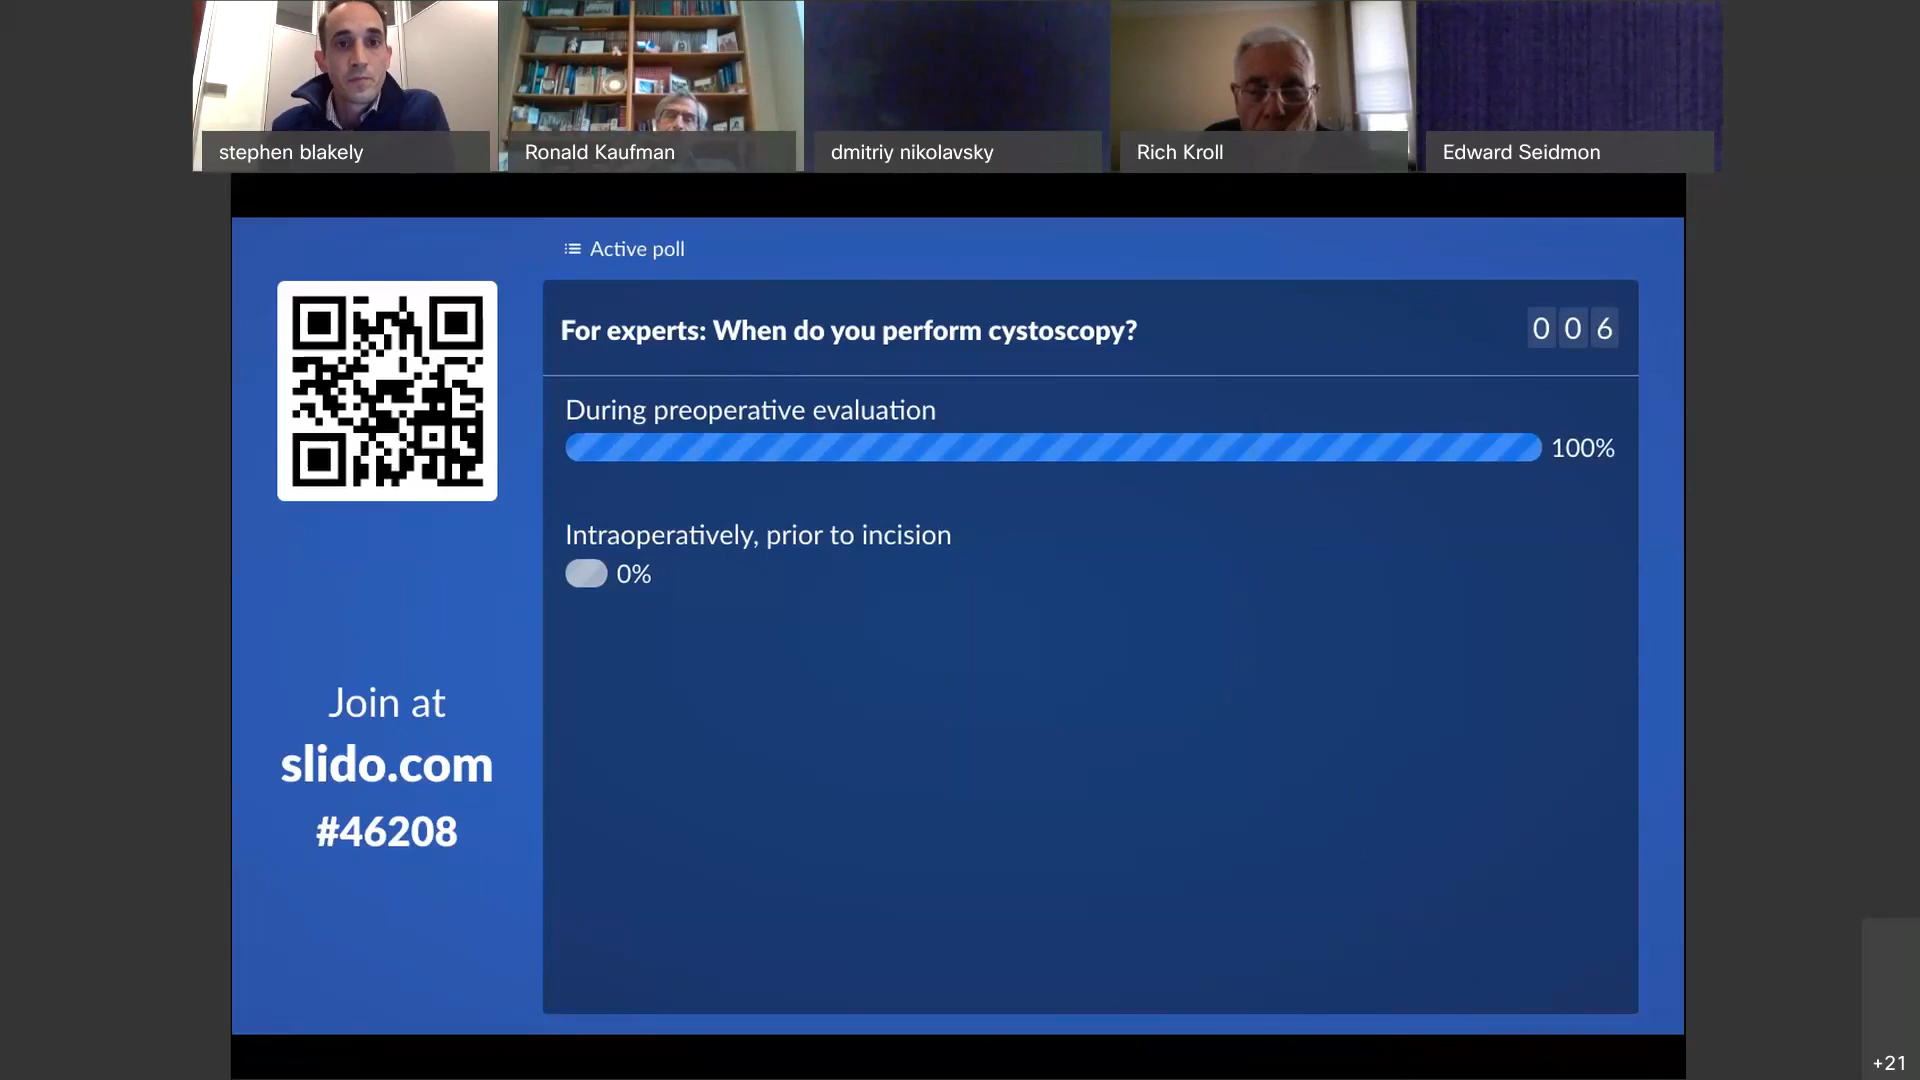 stephen blakely
Ronald Kaufman
dmitriy nikolavsky
Rich Kroll
Edward Seidmon
Active poll
For experts: When do you perform cystoscopy?
0 0 6
During preoperative evaluation
100%
Intraoperatively, prior to incision
0%
Join at
slido.com
#46208
+21